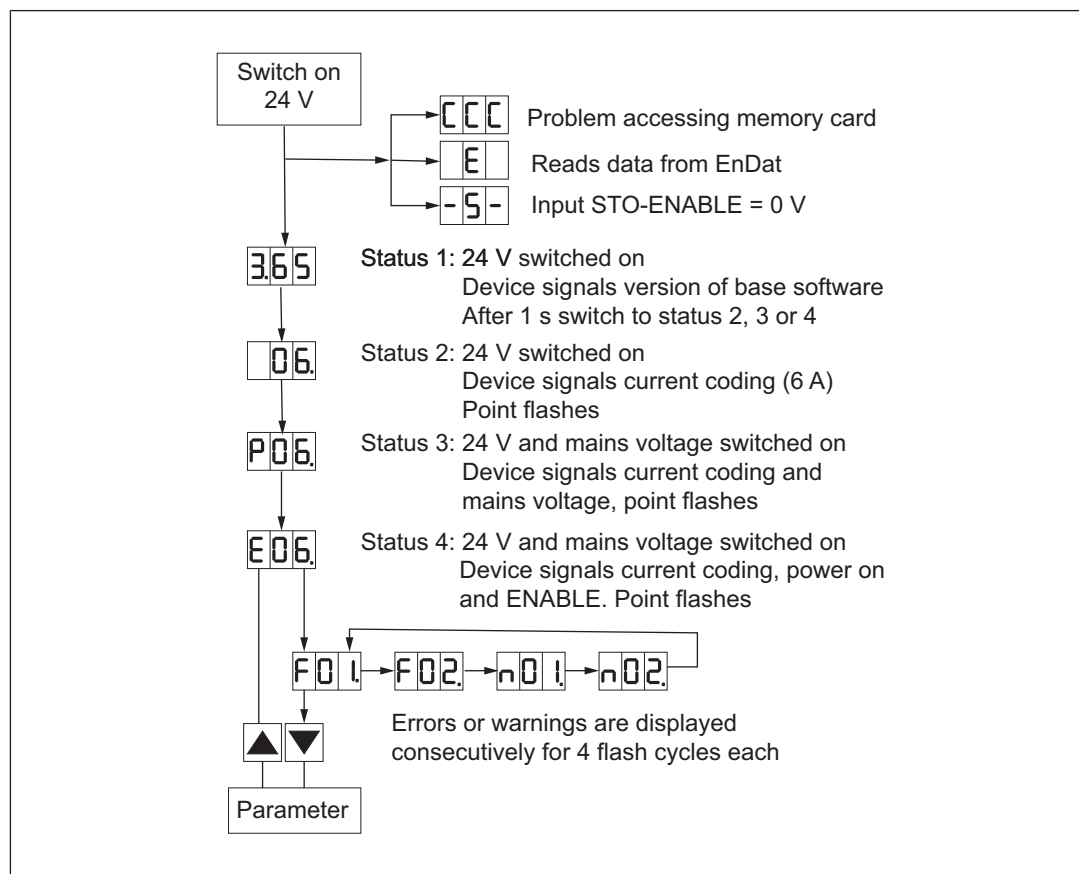 Switch on
24 V
CCC Problem accessing memory card
E Reads data from EnDat
-S- Input STO-ENABLE = 0 V
3.65 Status 1: 24 V switched on
Device signals version of base software
After 1 s switch to status 2, 3 or 4
06. Status 2: 24 V switched on
Device signals current coding (6 A)
Point flashes
P06. Status 3: 24 V and mains voltage switched on
Device signals current coding and
mains voltage, point flashes
E06. Status 4: 24 V and mains voltage switched on
Device signals current coding, power on
and ENABLE. Point flashes
F01. F02. n01. n02.
Errors or warnings are displayed
consecutively for 4 flash cycles each
Parameter